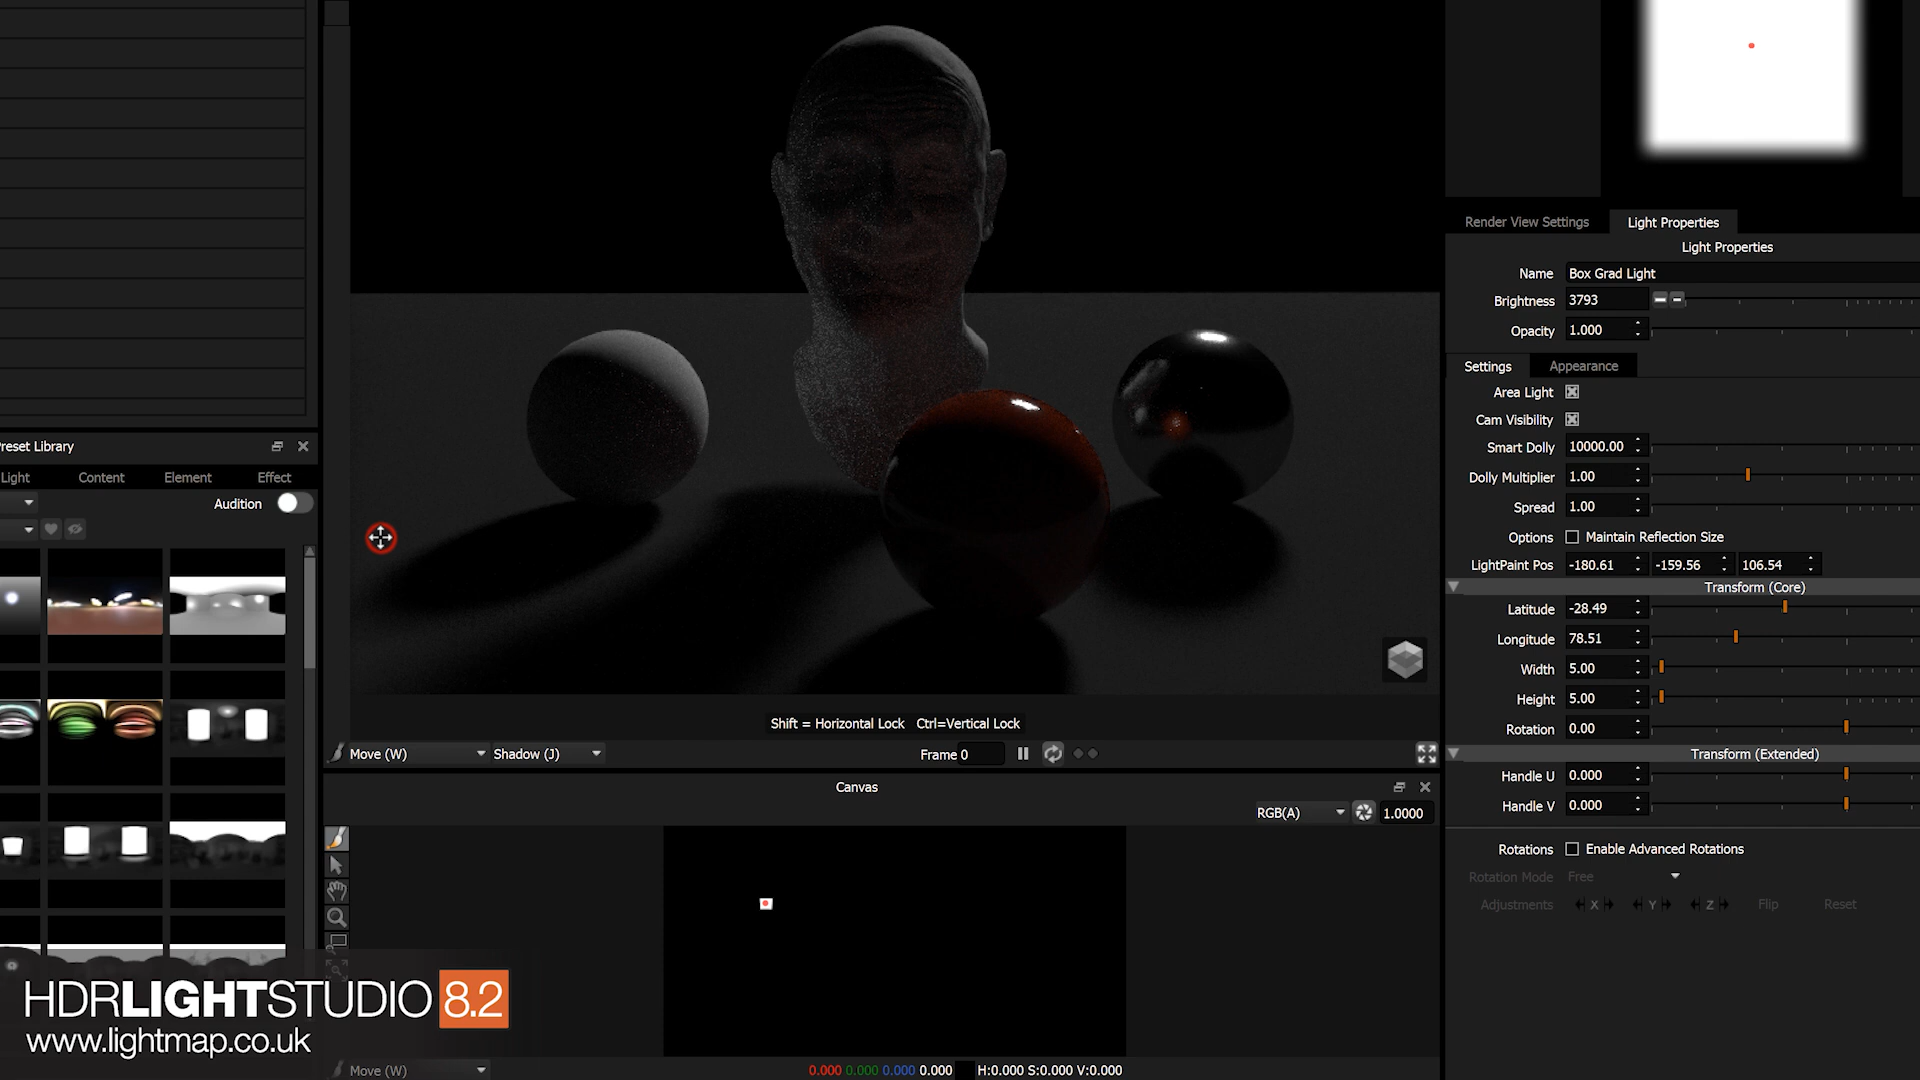 Render View Settings
Light Properties
Light Properties
Name Box Grad Light
Brightness 3793
Opacity 1.000
Settings Appearance
Area Light
Cam Visibility
Smart Dolly 10000.00
Dolly Multiplier 1.00
Spread 1.00
Options Maintain Reflection Size
LightPaint Pos -180.61 -159.56 106.54
Transform (Core)
Latitude -28.49
Longitude 78.51
Width 5.00
Height 5.00
Rotation 0.00
Transform (Extended)
Handle U 0.000
Handle V 0.000
Rotations Enable Advanced Rotations
Rotation Mode Free
Adjustments X Y Z Flip Reset
reset Library
Light Content Element Effect
Audition
Shift = Horizontal Lock Ctrl=Vertical Lock
Move (W) Shadow (J) Frame 0
Canvas
RGB(A) 1.0000
HDRLIGHTSTUDIO 8.2
www.lightmap.co.uk
Move (W) 0.000 0.000 0.000 0.000 H:0.000 S:0.000 V:0.000